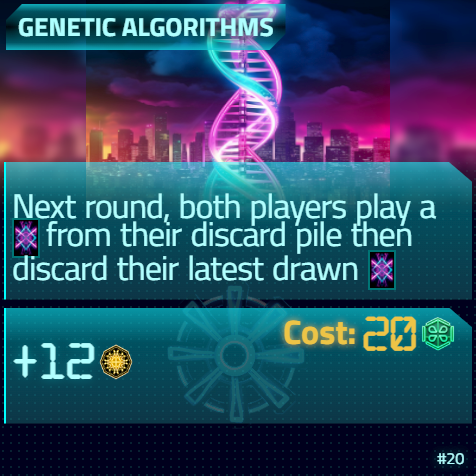 GENETIC ALGORITHMS
Next round, both players play a
from their discard pile then
discard their latest drawn
Cost: 20
+12
#20